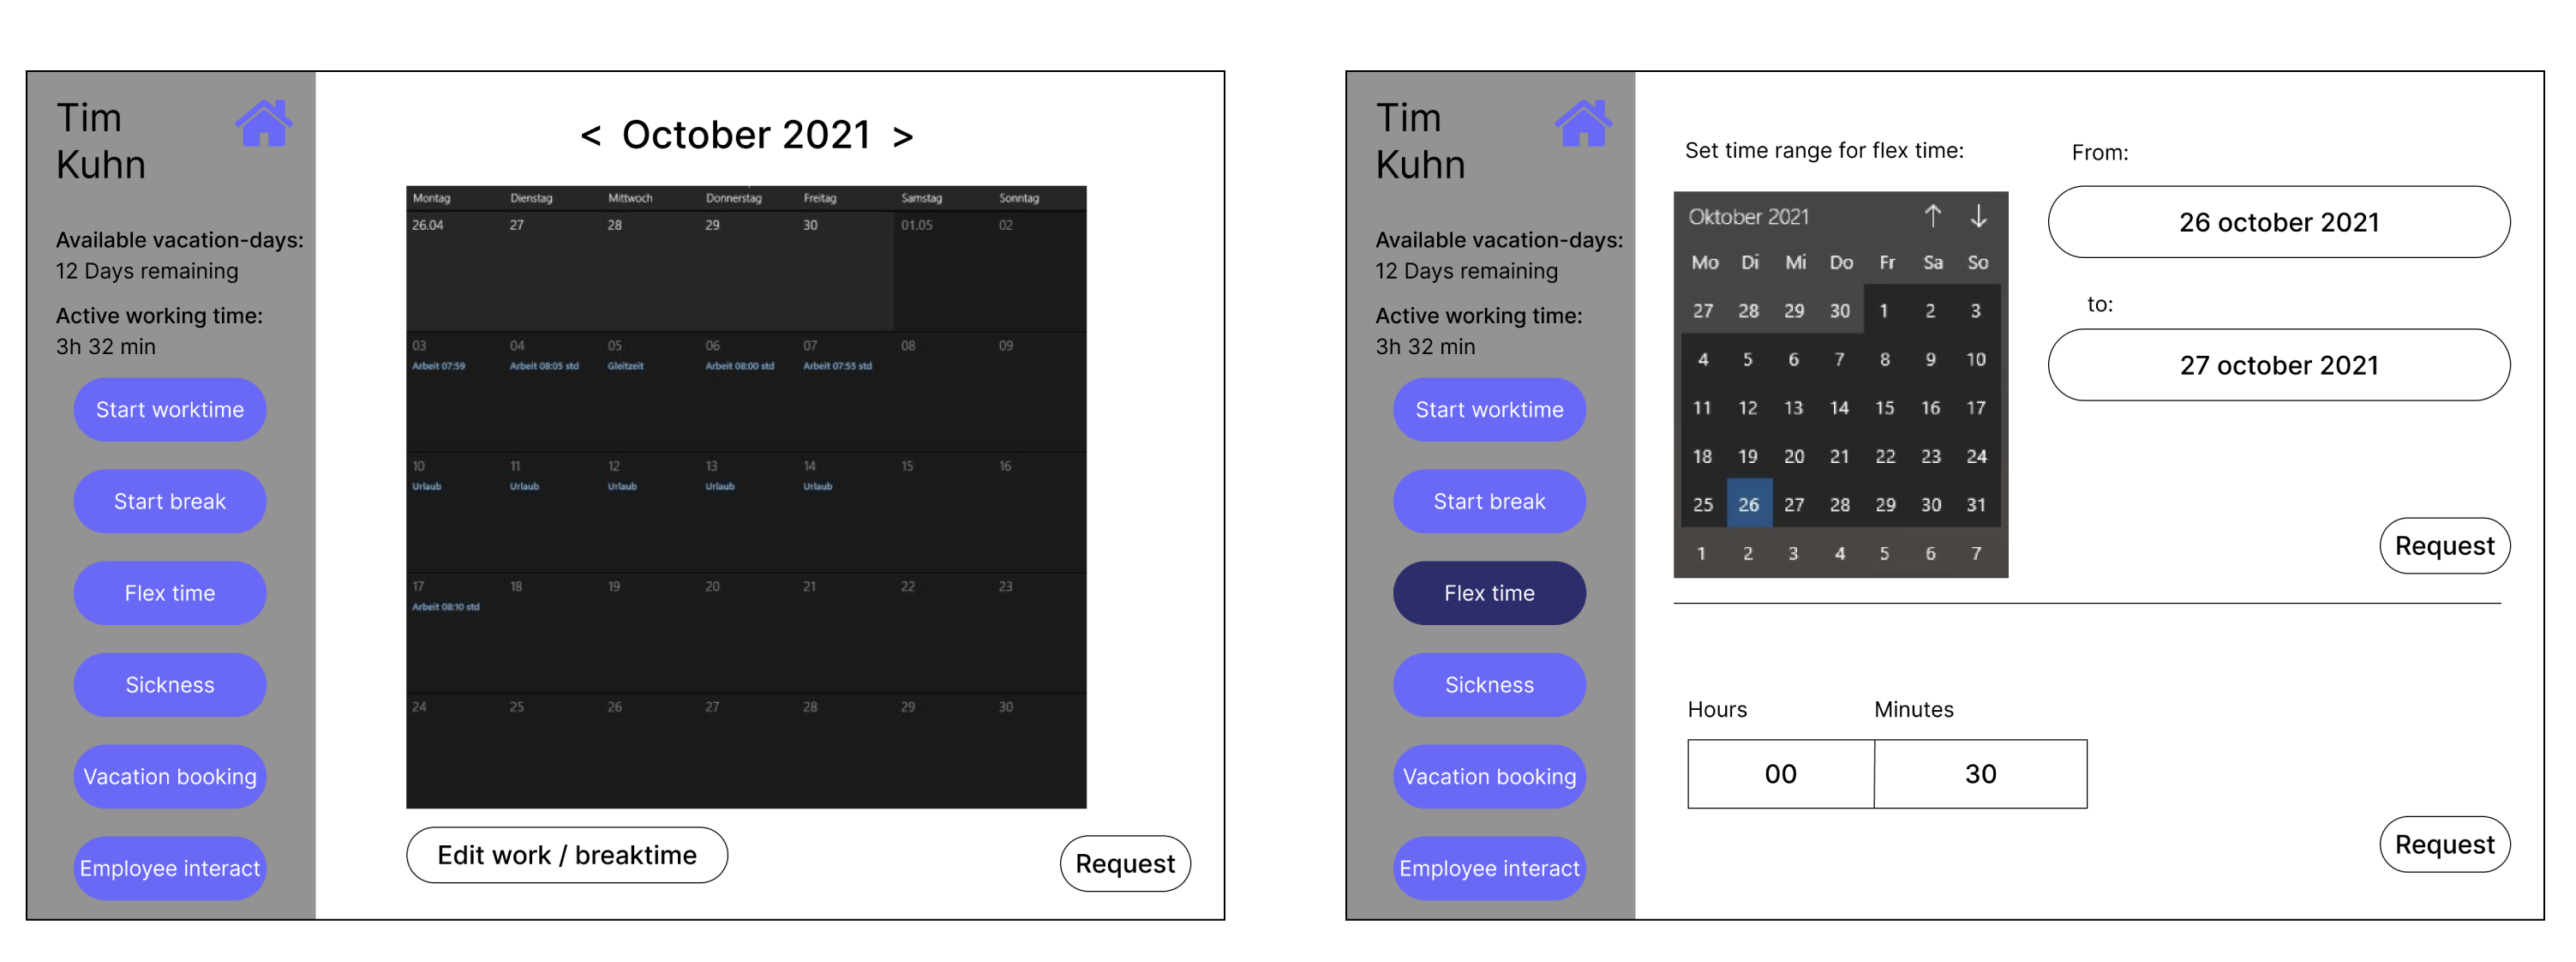 Tim
Kuhn
Available vacation-days:
12 Days remaining
Active working time:
3h 32 min
Start worktime
Start break
Flex time
Sickness
Vacation booking
Employee interact
< October 2021 >
Montag Dienstag Mittwoch Donnerstag Freitag Samstag Sonntag
26.04 27 28 29 30 01.05 02
03 04 05 06 07 08 09
Arbeit 07:59 Arbeit 08:05 std Gleitzeit Arbeit 08:00 std Arbeit 07:55 std
10 11 12 13 14 15 16
Urlaub Urlaub Urlaub Urlaub Urlaub
17 18 19 20 21 22 23
Arbeit 08:10 std
24 25 26 27 28 29 30
Edit work / breaktime
Request
Tim
Kuhn
Available vacation-days:
12 Days remaining
Active working time:
3h 32 min
Start worktime
Start break
Flex time
Sickness
Vacation booking
Employee interact
Set time range for flex time:
Oktober 2021 ↑ ↓
Mo Di Mi Do Fr Sa So
27 28 29 30 1 2 3
4 5 6 7 8 9 10
11 12 13 14 15 16 17
18 19 20 21 22 23 24
25 26 27 28 29 30 31
1 2 3 4 5 6 7
From:
26 october 2021
to:
27 october 2021
Request
Hours Minutes
00 30
Request